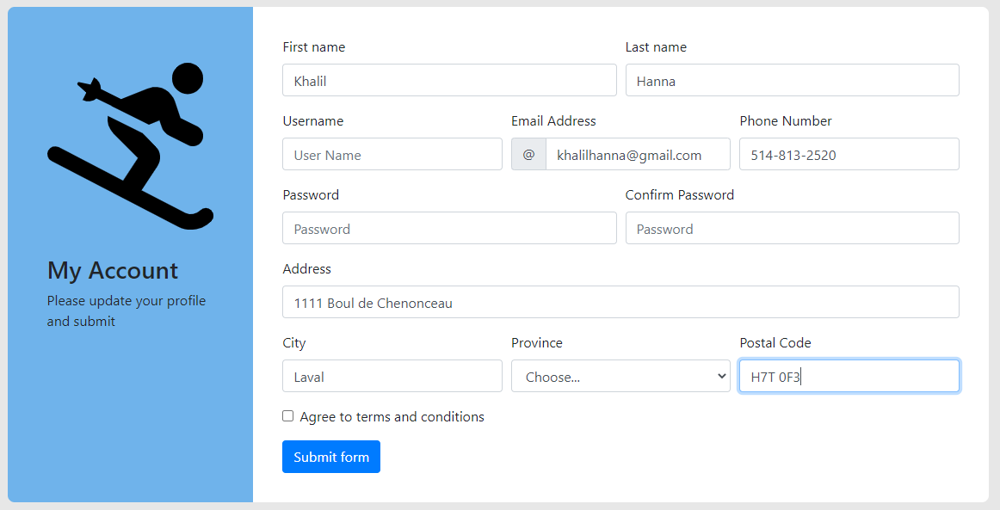 My Account
Please update your profile
and submit
First name
Last name
Khalil
Hanna
Username
Email Address
Phone Number
User Name
@
khalilhanna@gmail.com
514-813-2520
Password
Confirm Password
Password
Password
Address
1111 Boul de Chenonceau
City
Province
Postal Code
Laval
Choose...
H7T 0F3
Agree to terms and conditions
Submit form